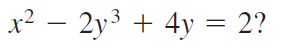 x² − 2y³ + 4y = 2?